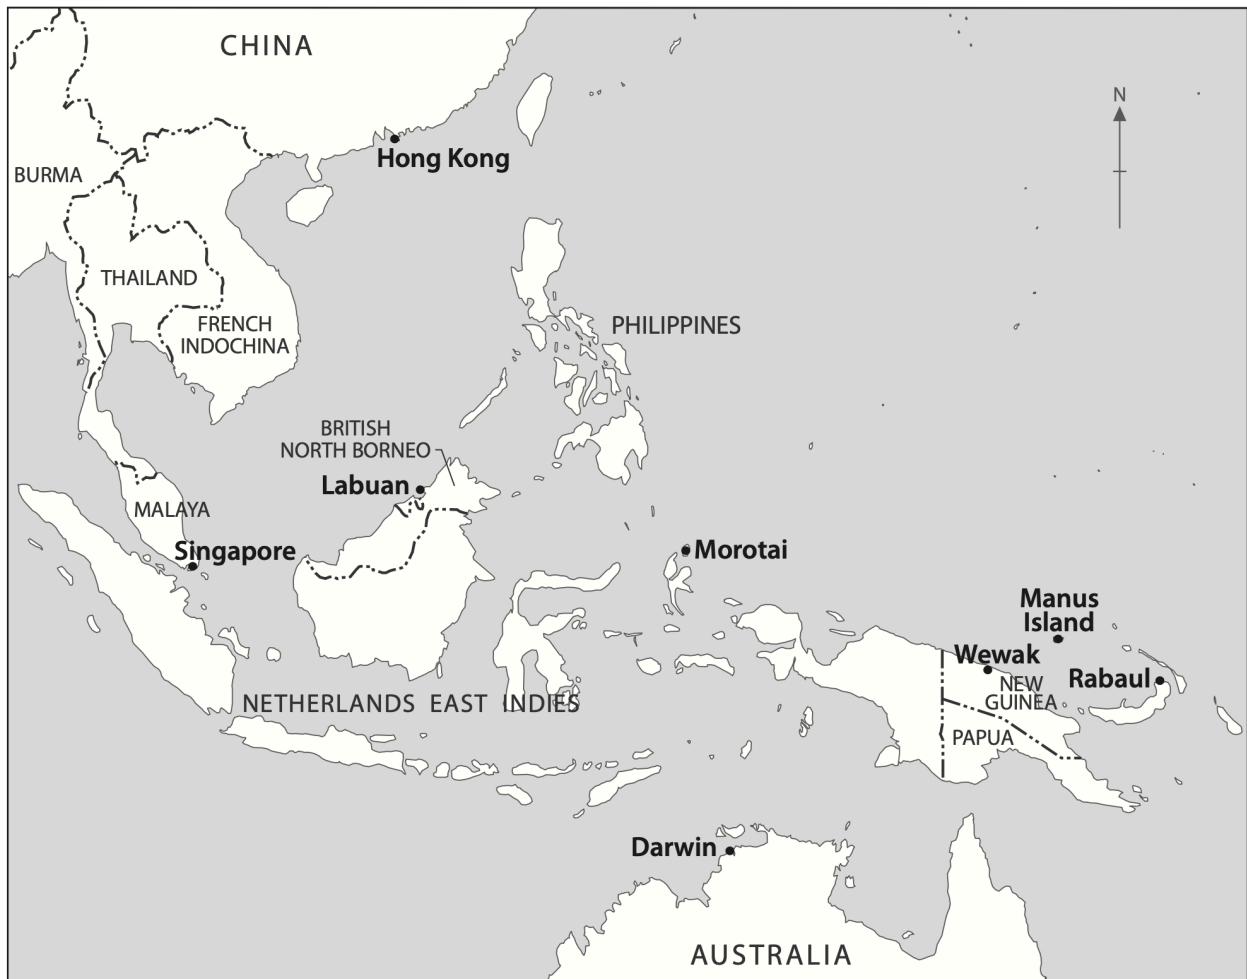 CHINA
N
Hong Kong
BURMA
THAILAND
FRENCH
INDOCHINA
PHILIPPINES
BRITISH
NORTH BORNEO
Labuan
MALAYA
Singapore
Morotai
Manus
Island
Wewak
Rabaul
NEW
GUINEA
NETHERLANDS EAST INDIES
PAPUA
Darwin
AUSTRALIA